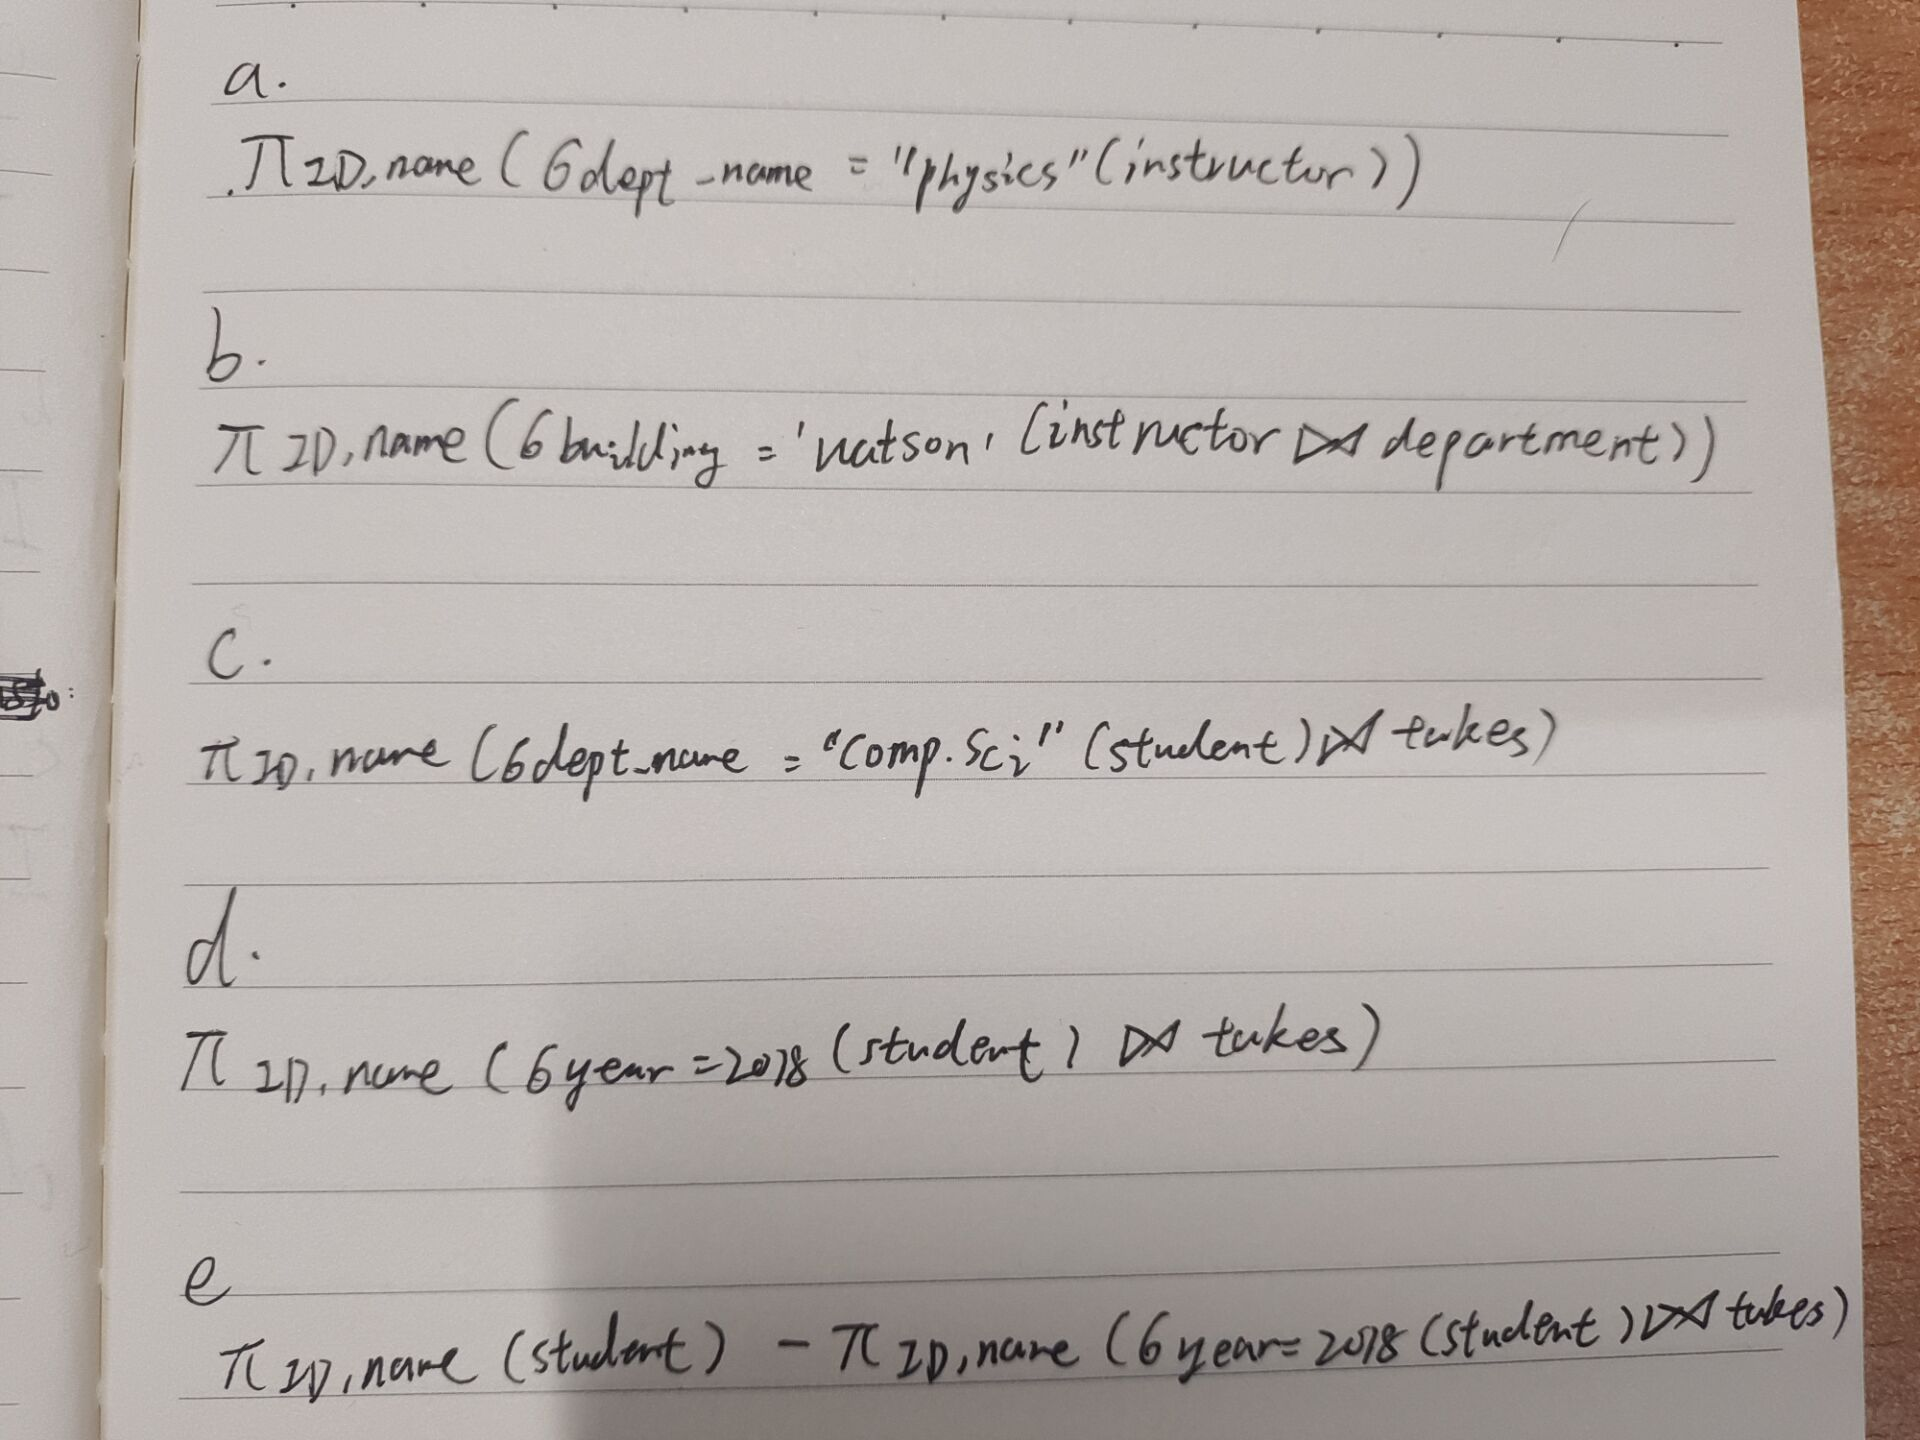 a.
π ID, name ( σ dept_name = "physics" (instructor))
b.
π ID, name ( σ building = 'watson' (instructor ⋈ department))
c.
π ID, name ( σ dept_name = "Comp. Sci" (student) ⋈ takes)
d.
π ID, name ( σ year = 2018 (student) ⋈ takes)
e
π ID, name (student) - π ID, name ( σ year = 2018 (student) ⋈ takes)